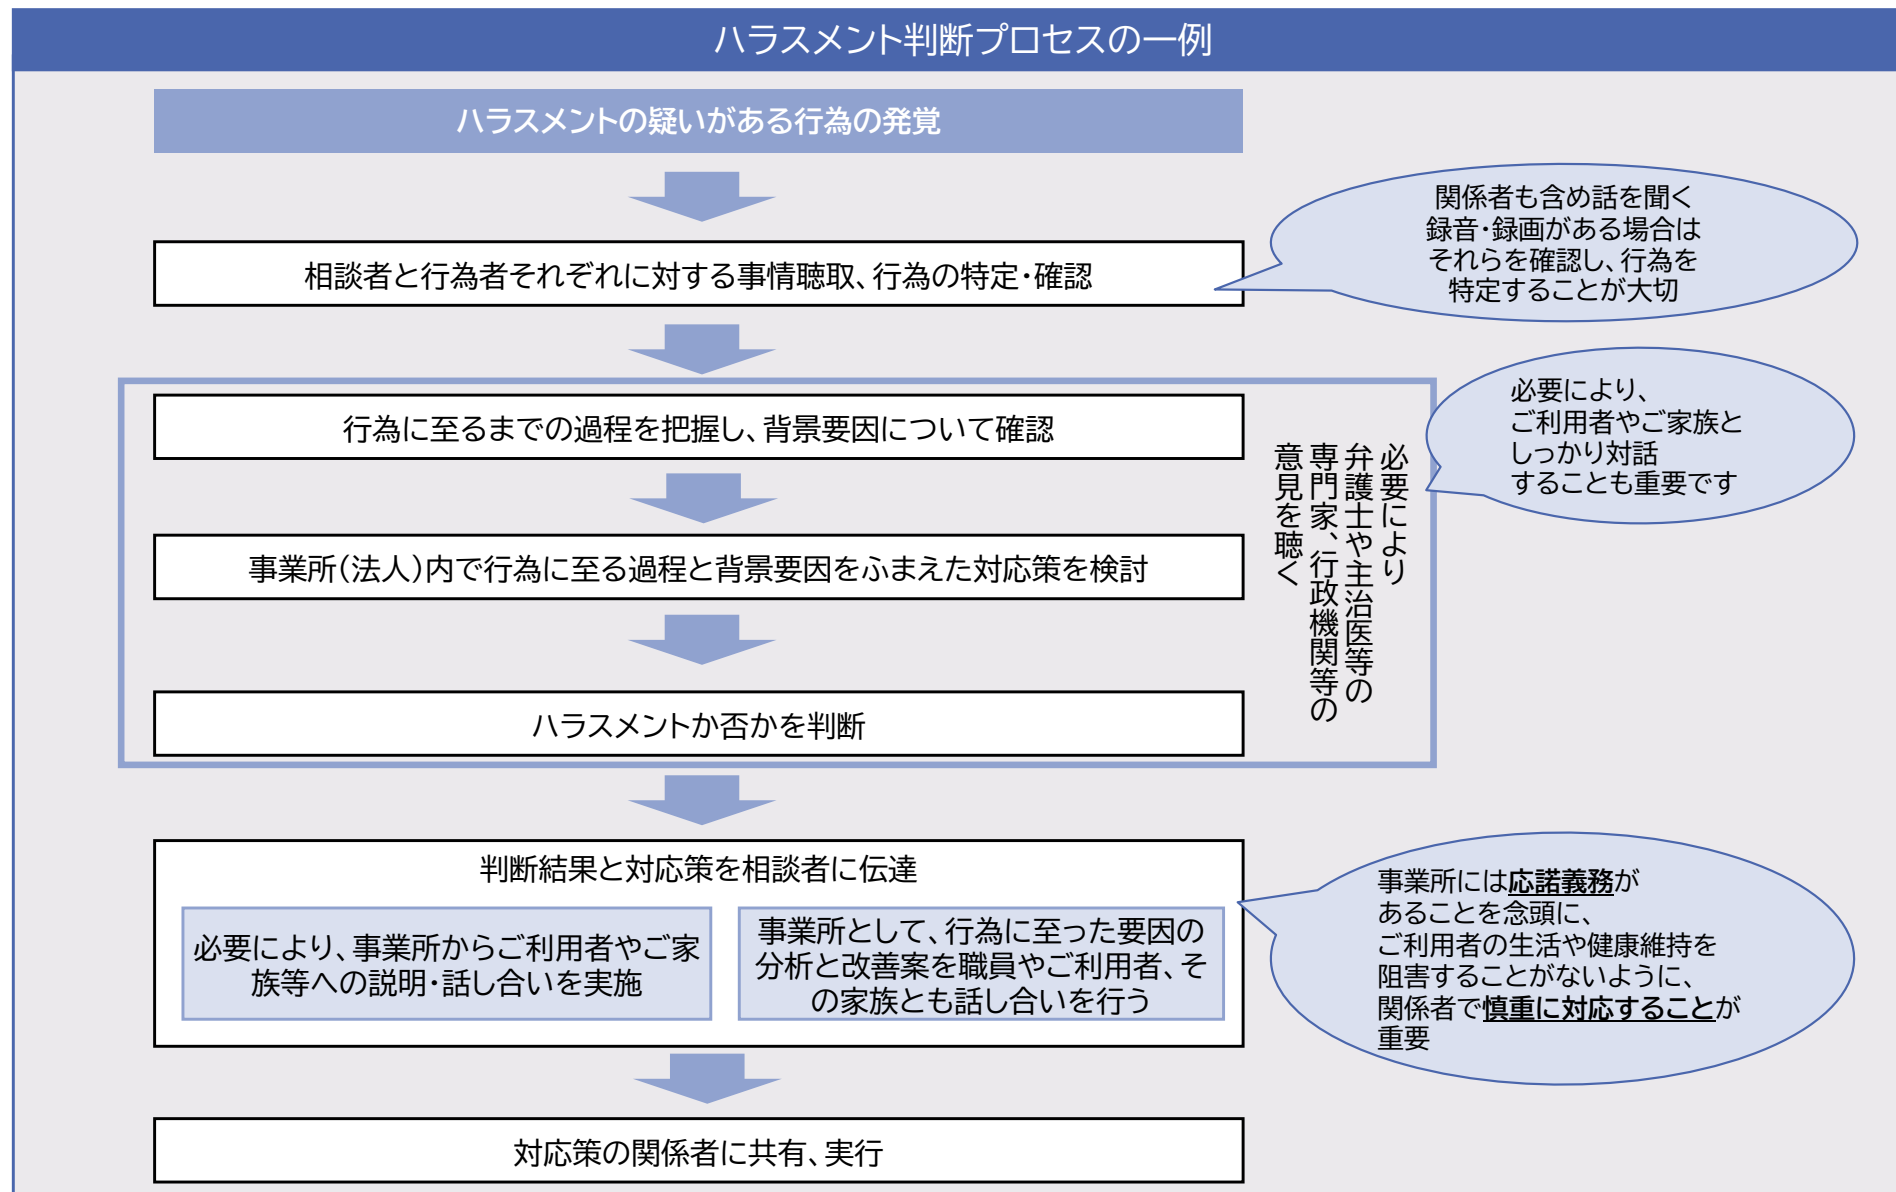 ハラスメント判断プロセスの一例
ハラスメントの疑いがある行為の発覚
相談者と行為者それぞれに対する事情聴取、行為の特定・確認
関係者も含め話を聞く
録音・録画がある場合は
それらを確認し、行為を
特定することが大切
行為に至るまでの過程を把握し、背景要因について確認
事業所(法人)内で行為に至る過程と背景要因をふまえた対応策を検討
ハラスメントか否かを判断
必要により
弁護士や主治医等の
専門家、行政機関等の
意見を聴く
必要により、
ご利用者やご家族と
しっかり対話
することも重要です
判断結果と対応策を相談者に伝達
必要により、事業所からご利用者やご家
族等への説明・話し合いを実施
事業所として、行為に至った要因の
分析と改善案を職員やご利用者、そ
の家族とも話し合いを行う
事業所には応諾義務が
あることを念頭に、
ご利用者の生活や健康維持を
阻害することがないように、
関係者で慎重に対応することが
重要
対応策の関係者に共有、実行